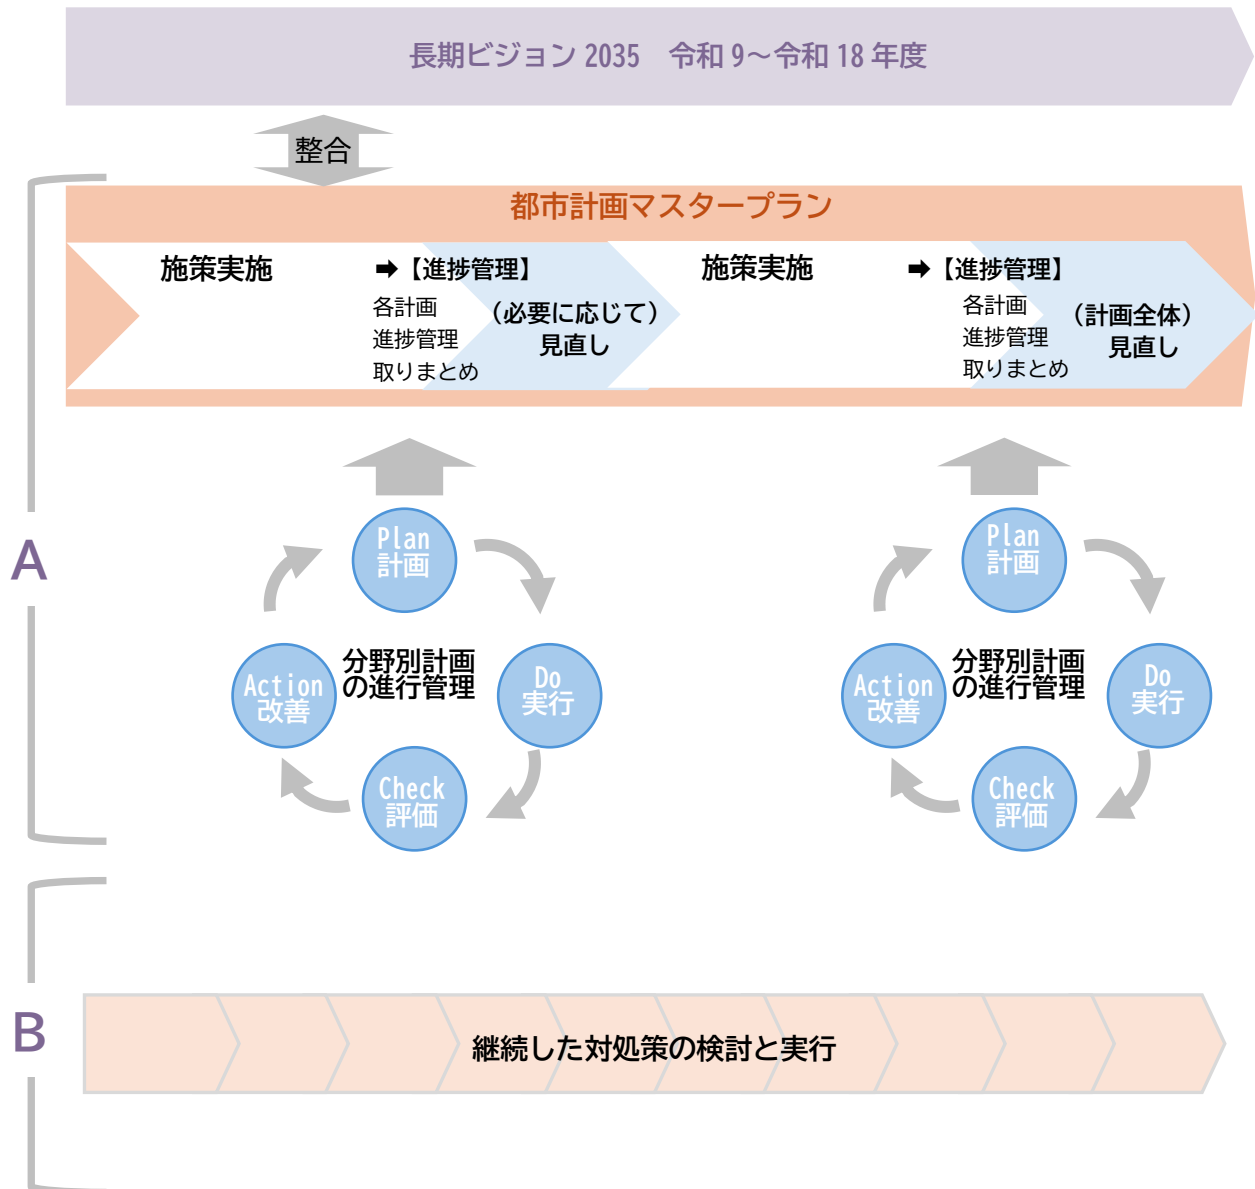 長期ビジョン 2035　令和 9～令和 18 年度
整合
都市計画マスタープラン
施策実施
➡【進捗管理】
各計画
進捗管理
取りまとめ
（必要に応じて）
見直し
施策実施
➡【進捗管理】
各計画
進捗管理
取りまとめ
（計画全体）
見直し
A
Plan
計画
Do
実行
Check
評価
Action
改善
分野別計画
の進行管理
Plan
計画
Do
実行
Check
評価
Action
改善
分野別計画
の進行管理
B
継続した対処策の検討と実行